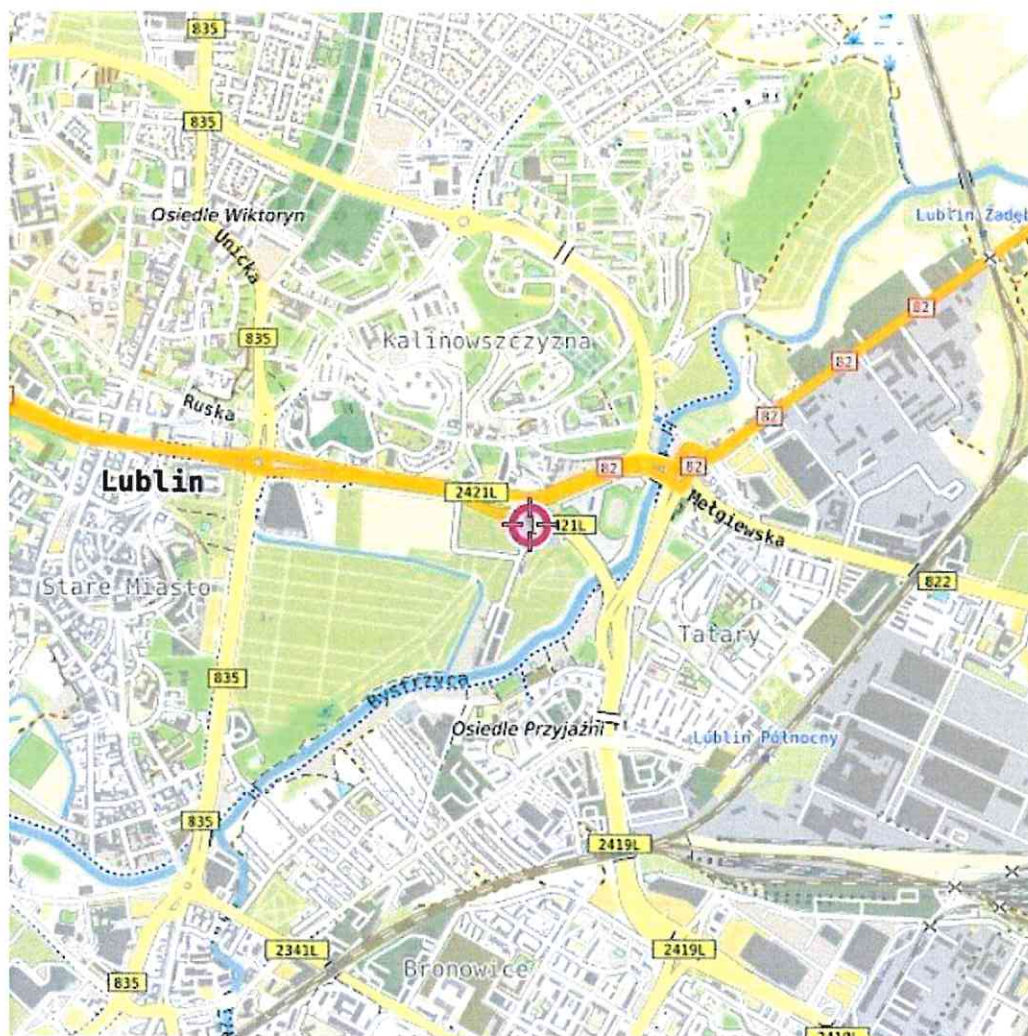 835
835
Osiedle Wiktoryn
Unicka
Lublin Zadęb
82
835
Kalinowszczyzna
82
Ruska
82
82
82
Lublin
2421L
421L
Mełgiewska
822
Stare Miasto
Tatary
835
Bystrzyca
Osiedle Przyjaźni
Lublin Północny
835
2419L
2341L
2419L
835
Bronowice